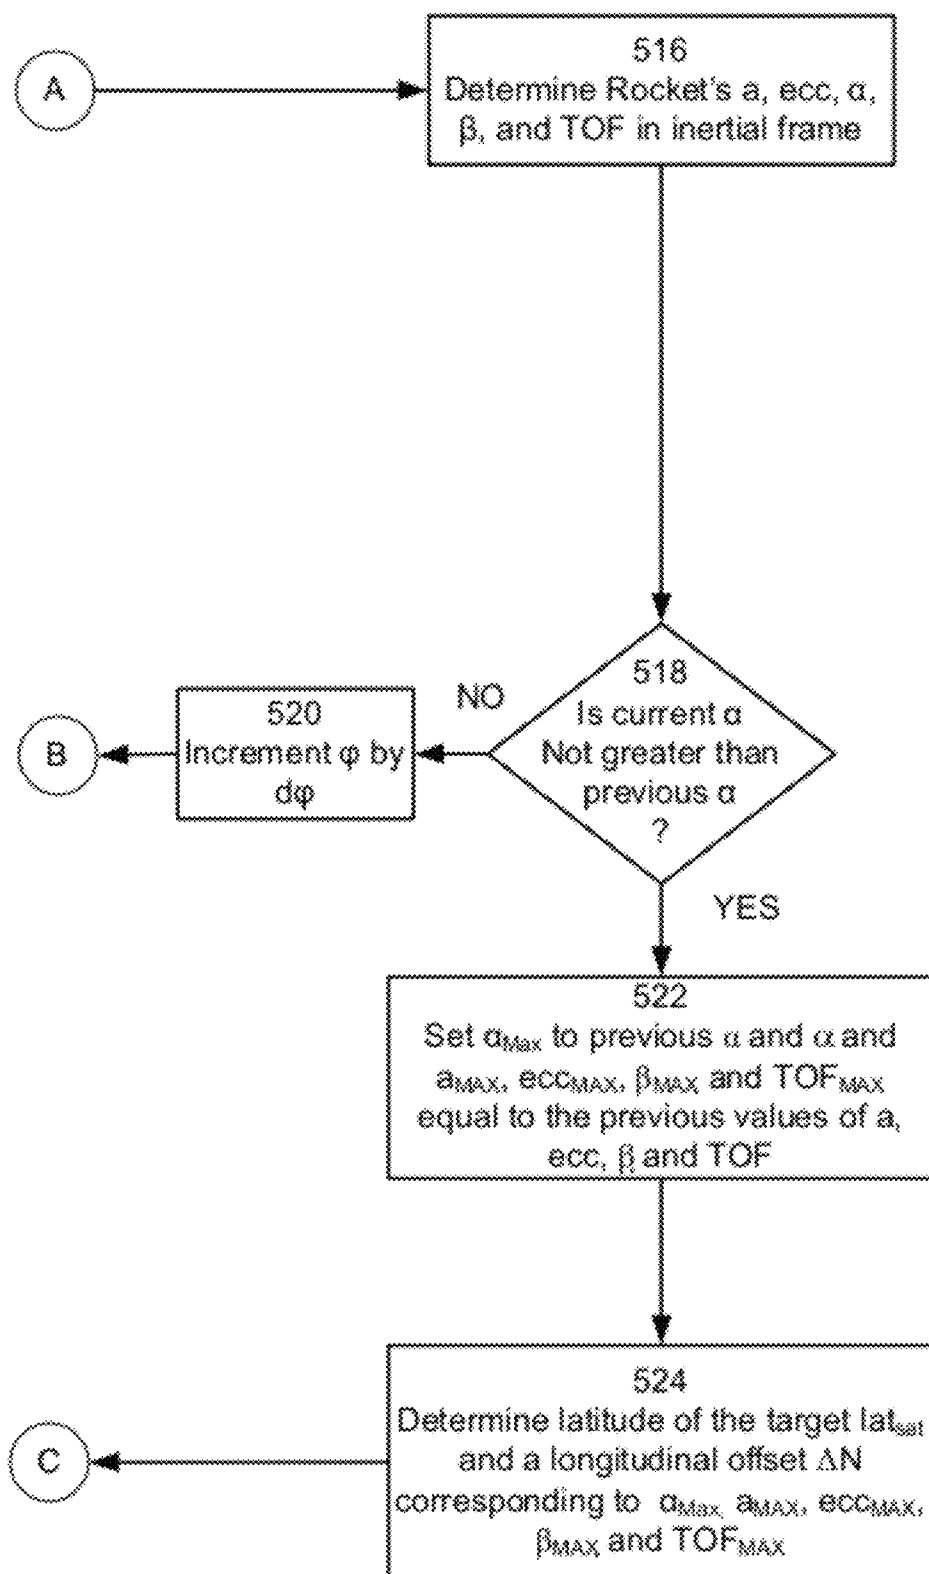 A
516
Determine Rocket's a, ecc, α,
β, and TOF in inertial frame
518
Is current α
Not greater than
previous α
?
NO
520
Increment φ by
dφ
B
YES
522
Set α_Max to previous α and α and
a_MAX, ecc_MAX, β_MAX, and TOF_MAX
equal to the previous values of a,
ecc, β and TOF
524
Determine latitude of the target lat_sat
and a longitudinal offset ΔN
corresponding to α_Max, a_MAX, ecc_MAX,
β_MAX, and TOF_MAX
C